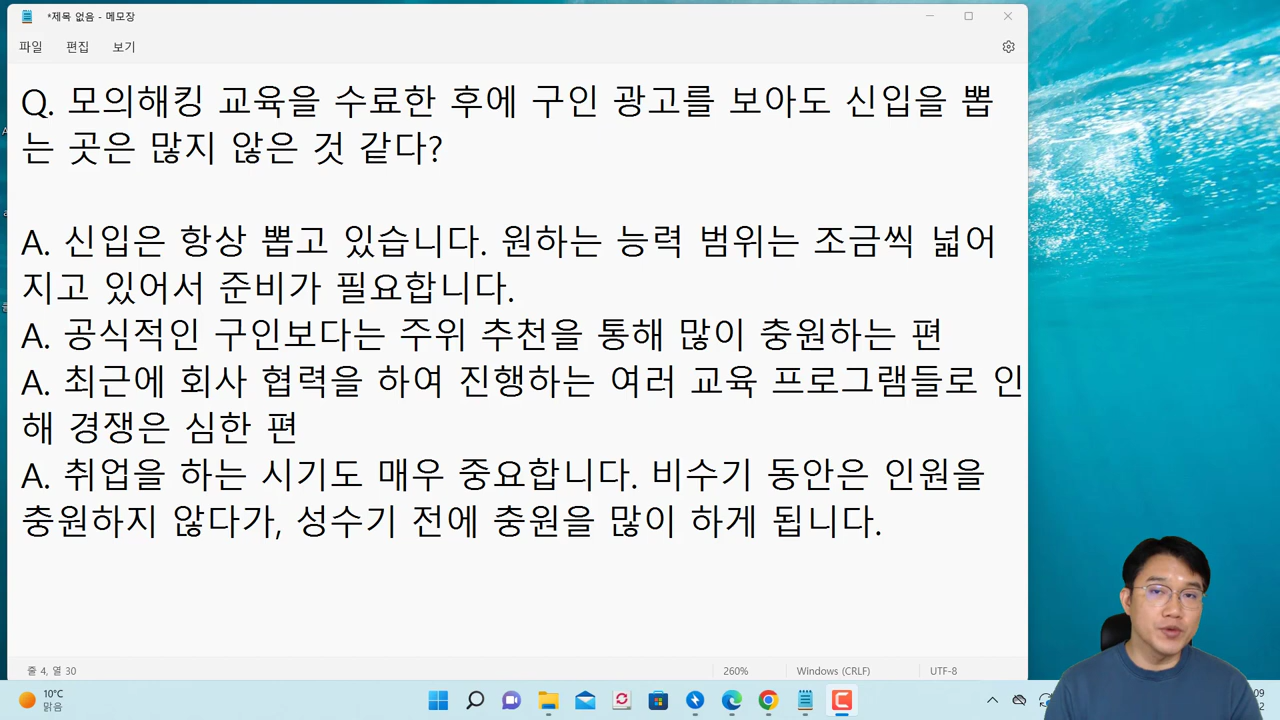 *제목 없음 - 메모장
파일 편집 보기
Q. 모의해킹 교육을 수료한 후에 구인 광고를 보아도 신입을 뽑
는 곳은 많지 않은 것 같다?
A. 신입은 항상 뽑고 있습니다. 원하는 능력 범위는 조금씩 넓어
지고 있어서 준비가 필요합니다.
A. 공식적인 구인보다는 주위 추천을 통해 많이 충원하는 편
A. 최근에 회사 협력을 하여 진행하는 여러 교육 프로그램들로 인
해 경쟁은 심한 편
A. 취업을 하는 시기도 매우 중요합니다. 비수기 동안은 인원을
충원하지 않다가, 성수기 전에 충원을 많이 하게 됩니다.
줄 4, 열 30 260% Windows (CRLF) UTF-8
10°C
맑음